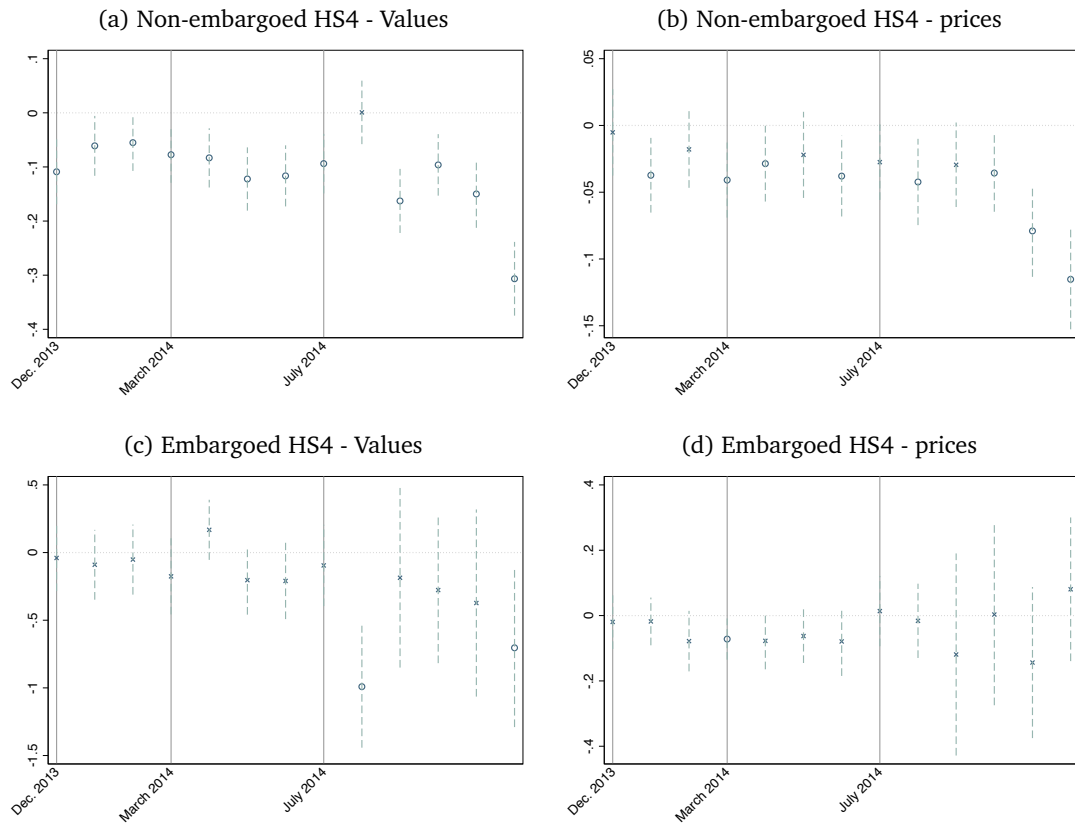 (a) Non-embargoed HS4 - Values
.1
0
-.1
-.2
-.3
-.4
Dec. 2013
March 2014
July 2014
(b) Non-embargoed HS4 - prices
.05
0
-.05
-.1
-.15
Dec. 2013
March 2014
July 2014
(c) Embargoed HS4 - Values
.5
0
-.5
-1
-1.5
Dec. 2013
March 2014
July 2014
(d) Embargoed HS4 - prices
.4
.2
0
-.2
-.4
Dec. 2013
March 2014
July 2014